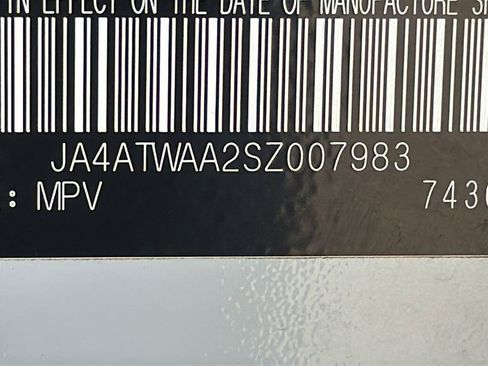 IN EFFECT ON THE DATE OF MANUFACTURE
JA4ATWAA2SZ007983
: MPV 743